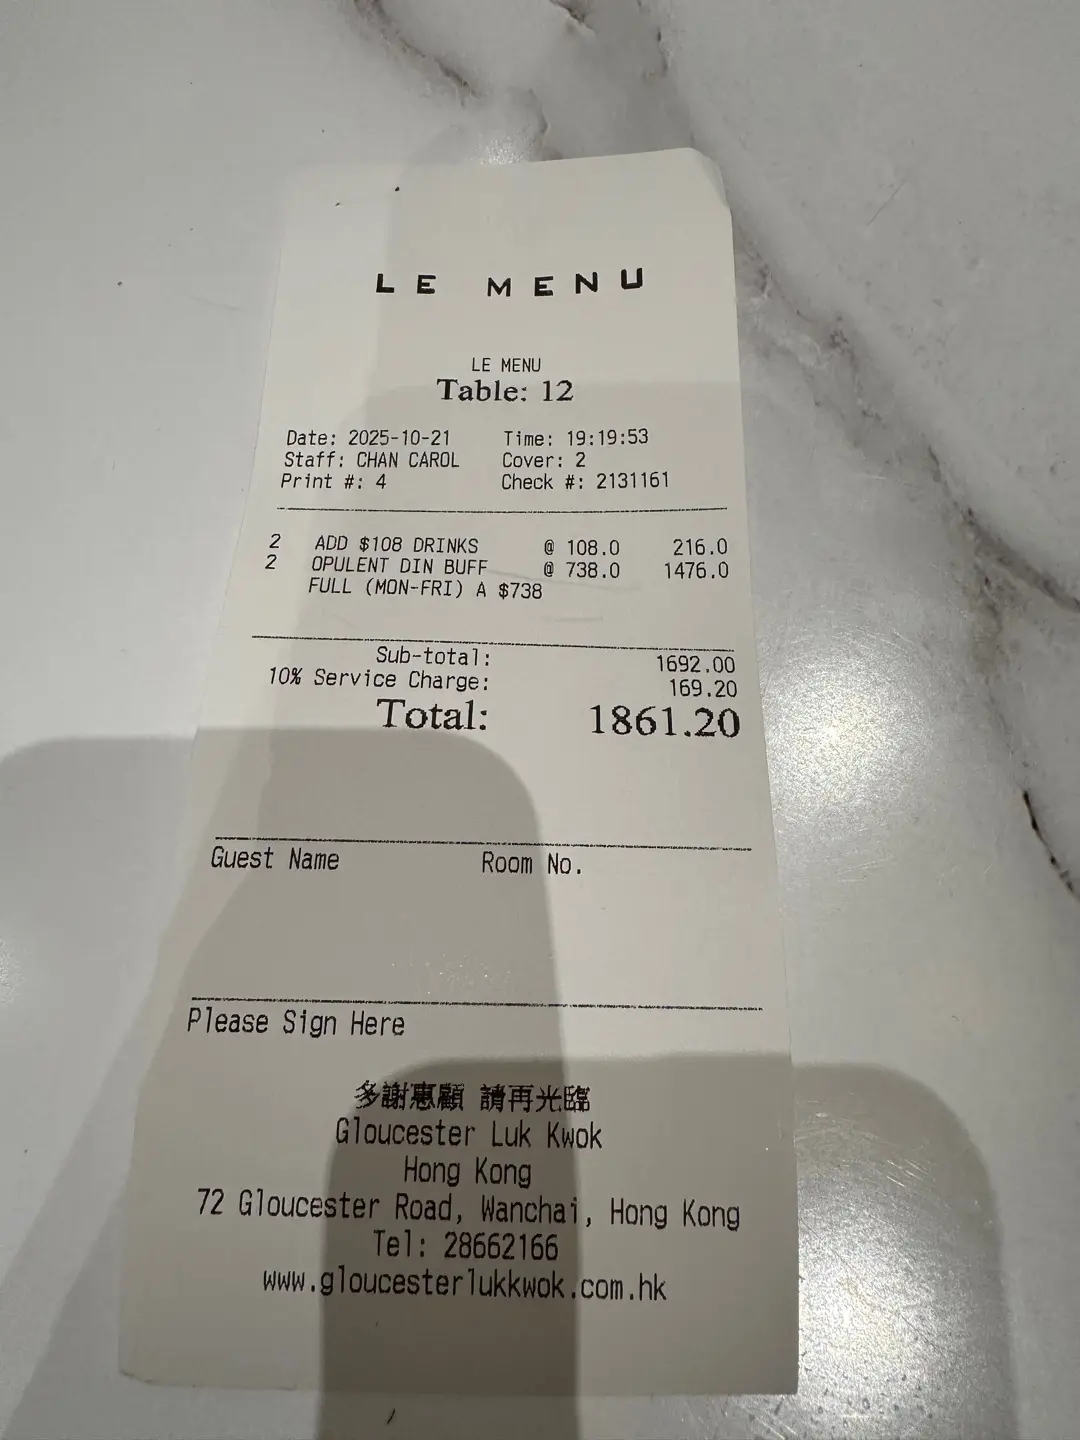 LE MENU
LE MENU
Table: 12
Date: 2025-10-21 Time: 19:19:53
Staff: CHAN CAROL Cover: 2
Print #: 4 Check #: 2131161
2 ADD $108 DRINKS @ 108.0 216.0
2 OPULENT DIN BUFF @ 738.0 1476.0
FULL (MON-FRI) A $738
Sub-total: 1692.00
10% Service Charge: 169.20
Total: 1861.20
Guest Name Room No.
Please Sign Here
多謝惠顧 請再光臨
Gloucester Luk Kwok
Hong Kong
72 Gloucester Road, Wanchai, Hong Kong
Tel: 28662166
www.gloucesterlukkwok.com.hk